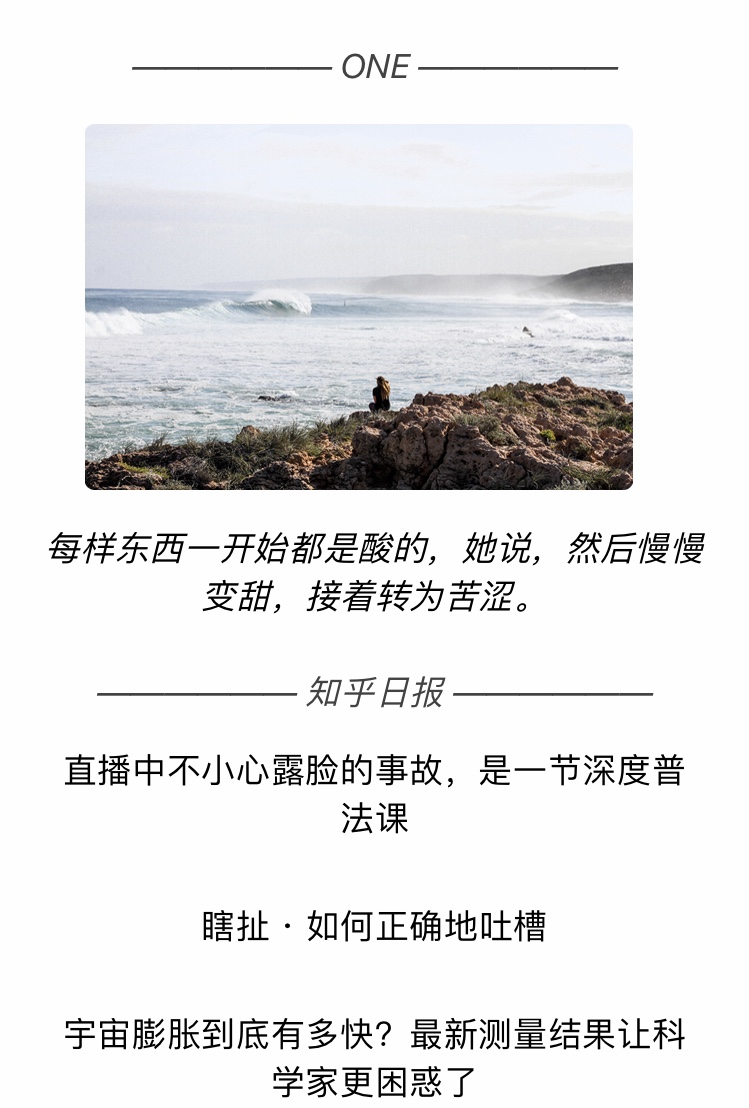 ONE
每样东西一开始都是酸的，她说，然后慢慢
变甜，接着转为苦涩。
知乎日报
直播中不小心露脸的事故，是一节深度普
法课
瞎扯 · 如何正确地吐槽
宇宙膨胀到底有多快？最新测量结果让科
学家更困惑了